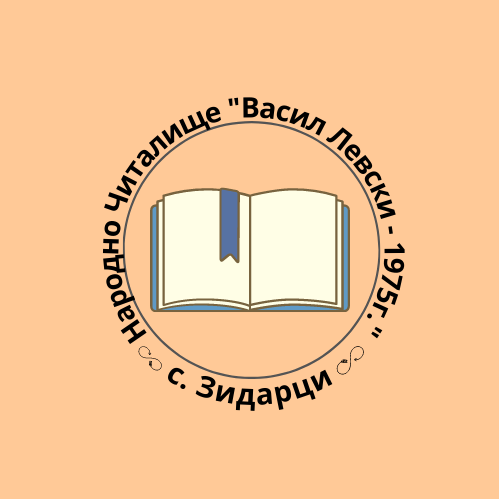 Народно Читалище "Васил Левски - 1975г. "
с. Зидарци